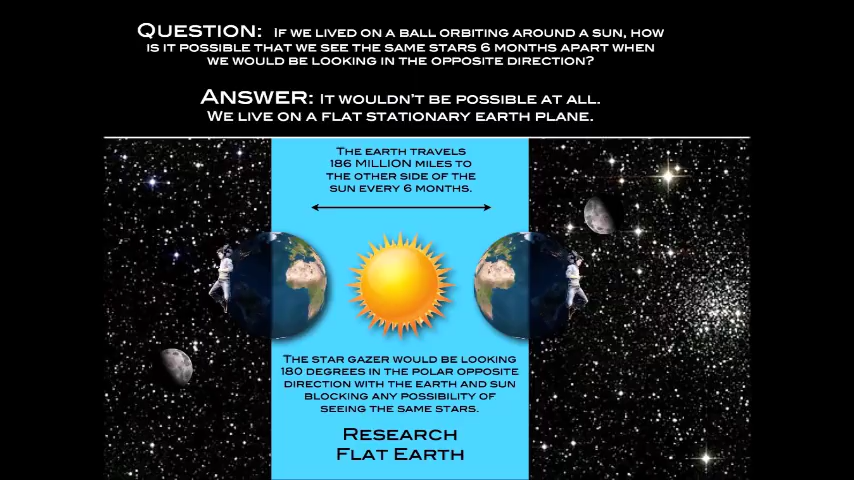 QUESTION: IF WE LIVED ON A BALL ORBITING AROUND A SUN, HOW
IS IT POSSIBLE THAT WE SEE THE SAME STARS 6 MONTHS APART WHEN
WE WOULD BE LOOKING IN THE OPPOSITE DIRECTION?
ANSWER: IT WOULDN'T BE POSSIBLE AT ALL.
WE LIVE ON A FLAT STATIONARY EARTH PLANE.
THE EARTH TRAVELS
186 MILLION MILES TO
THE OTHER SIDE OF THE
SUN EVERY 6 MONTHS.
THE STAR GAZER WOULD BE LOOKING
180 DEGREES IN THE POLAR OPPOSITE
DIRECTION WITH THE EARTH AND SUN
BLOCKING ANY POSSIBILITY OF
SEEING THE SAME STARS.
RESEARCH
FLAT EARTH